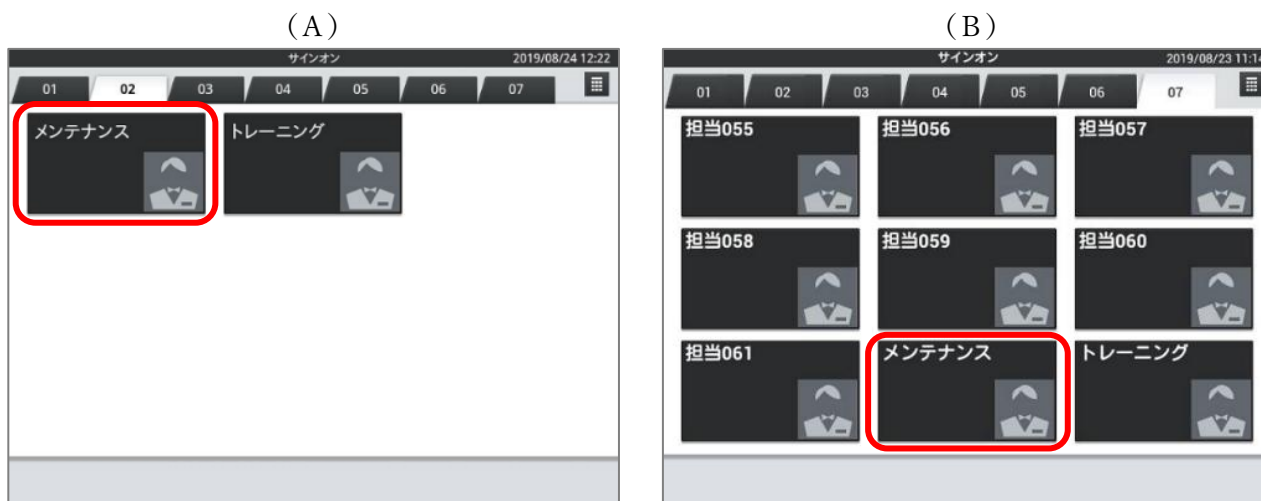 (A)
サインオン 2019/08/24 12:22
01 02 03 04 05 06 07
メンテナンス トレーニング
(B)
サインオン 2019/08/23 11:14
01 02 03 04 05 06 07
担当055 担当056 担当057
担当058 担当059 担当060
担当061 メンテナンス トレーニング